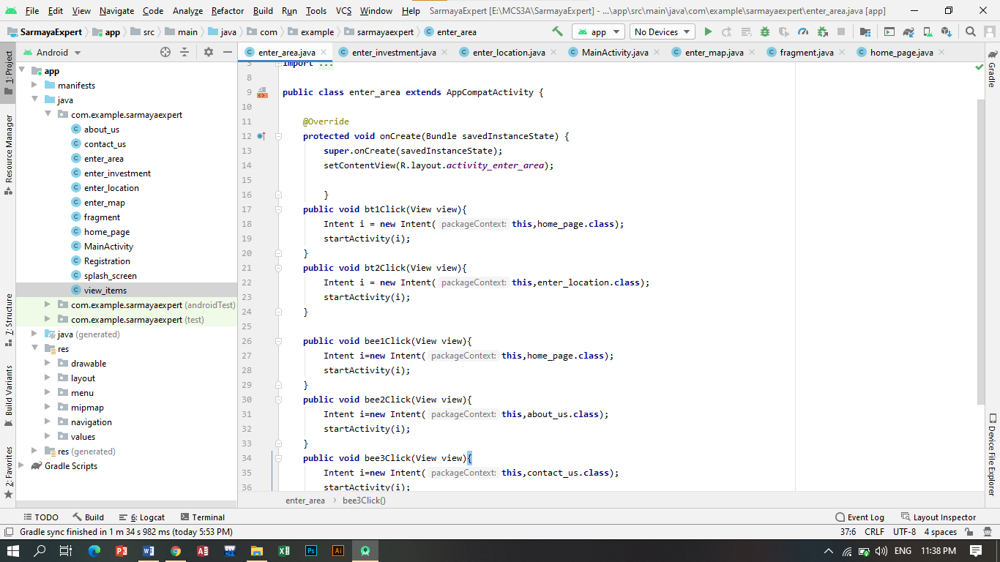 File Edit View Navigate Code Analyze Refactor Build Run Tools VCS Window Help SarmayaExpert [E:\MCS3A\SarmayaExpert] - ...\app\src\main\java\com\example\sarmayaexpert\enter_area.java [app]
SarmayaExpert app src main java com example sarmayaexpert enter_area app No Devices
1: Project
Resource Manager
Z: Structure
Build Variants
2: Favorites
Android
app
manifests
java
com.example.sarmayaexpert
about_us
contact_us
enter_area
enter_investment
enter_location
enter_map
fragment
home_page
MainActivity
Registration
splash_screen
view_items
com.example.sarmayaexpert (androidTest)
com.example.sarmayaexpert (test)
java (generated)
res
drawable
layout
menu
mipmap
navigation
values
res (generated)
Gradle Scripts
enter_area.java enter_investment.java enter_location.java MainActivity.java enter_map.java fragment.java home_page.java
3 import ...
8
9 public class enter_area extends AppCompatActivity {
10
11 @Override
12 protected void onCreate(Bundle savedInstanceState) {
13 super.onCreate(savedInstanceState);
14 setContentView(R.layout.activity_enter_area);
15
16 }
17 public void bt1Click(View view){
18 Intent i = new Intent( packageContext: this,home_page.class);
19 startActivity(i);
20 }
21 public void bt2Click(View view){
22 Intent i = new Intent( packageContext: this,enter_location.class);
23 startActivity(i);
24 }
25
26 public void bee1Click(View view){
27 Intent i=new Intent( packageContext: this,home_page.class);
28 startActivity(i);
29 }
30 public void bee2Click(View view){
31 Intent i=new Intent( packageContext: this,about_us.class);
32 startActivity(i);
33 }
34 public void bee3Click(View view){
35 Intent i=new Intent( packageContext: this,contact_us.class);
36 startActivity(i);
enter_area bee3Click()
Gradle
Device File Explorer
TODO Build 6: Logcat Terminal Event Log Layout Inspector
Gradle sync finished in 1 m 34 s 982 ms (today 5:53 PM) 37:6 CRLF UTF-8 4 spaces
ENG 11:38 PM